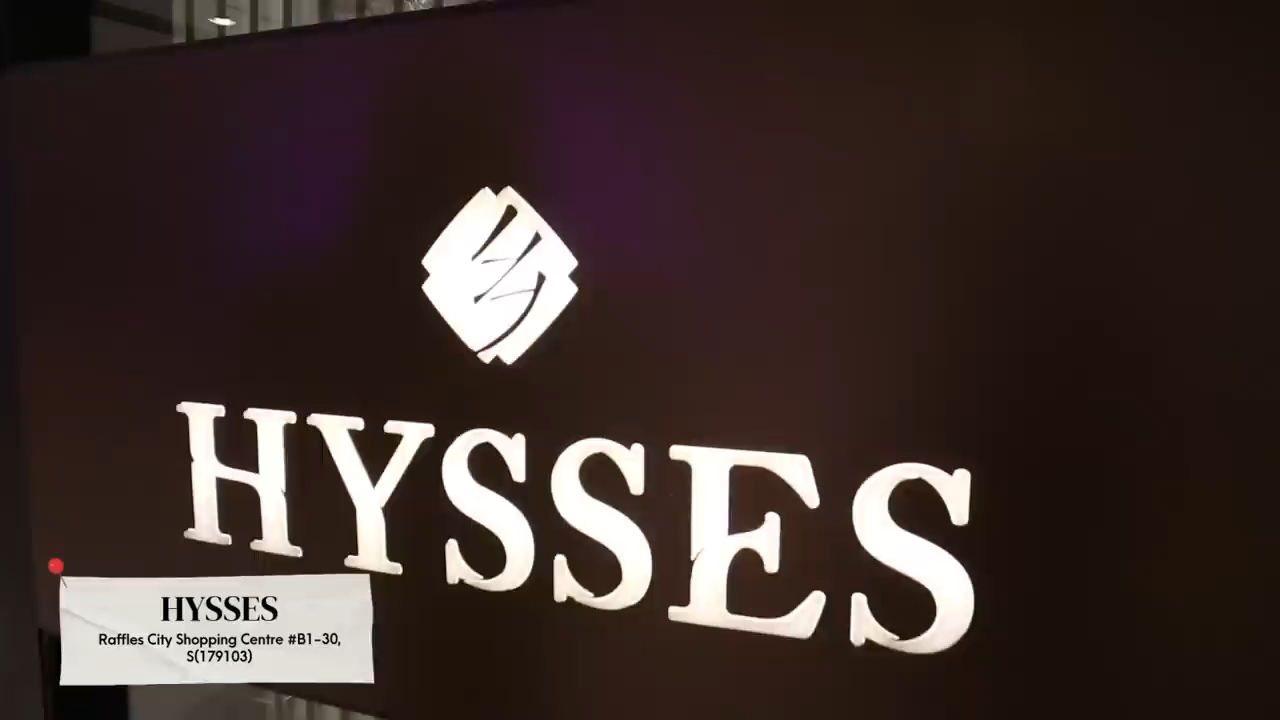 HYSSES
HYSSES
Raffles City Shopping Centre #B1-30,
S(179103)